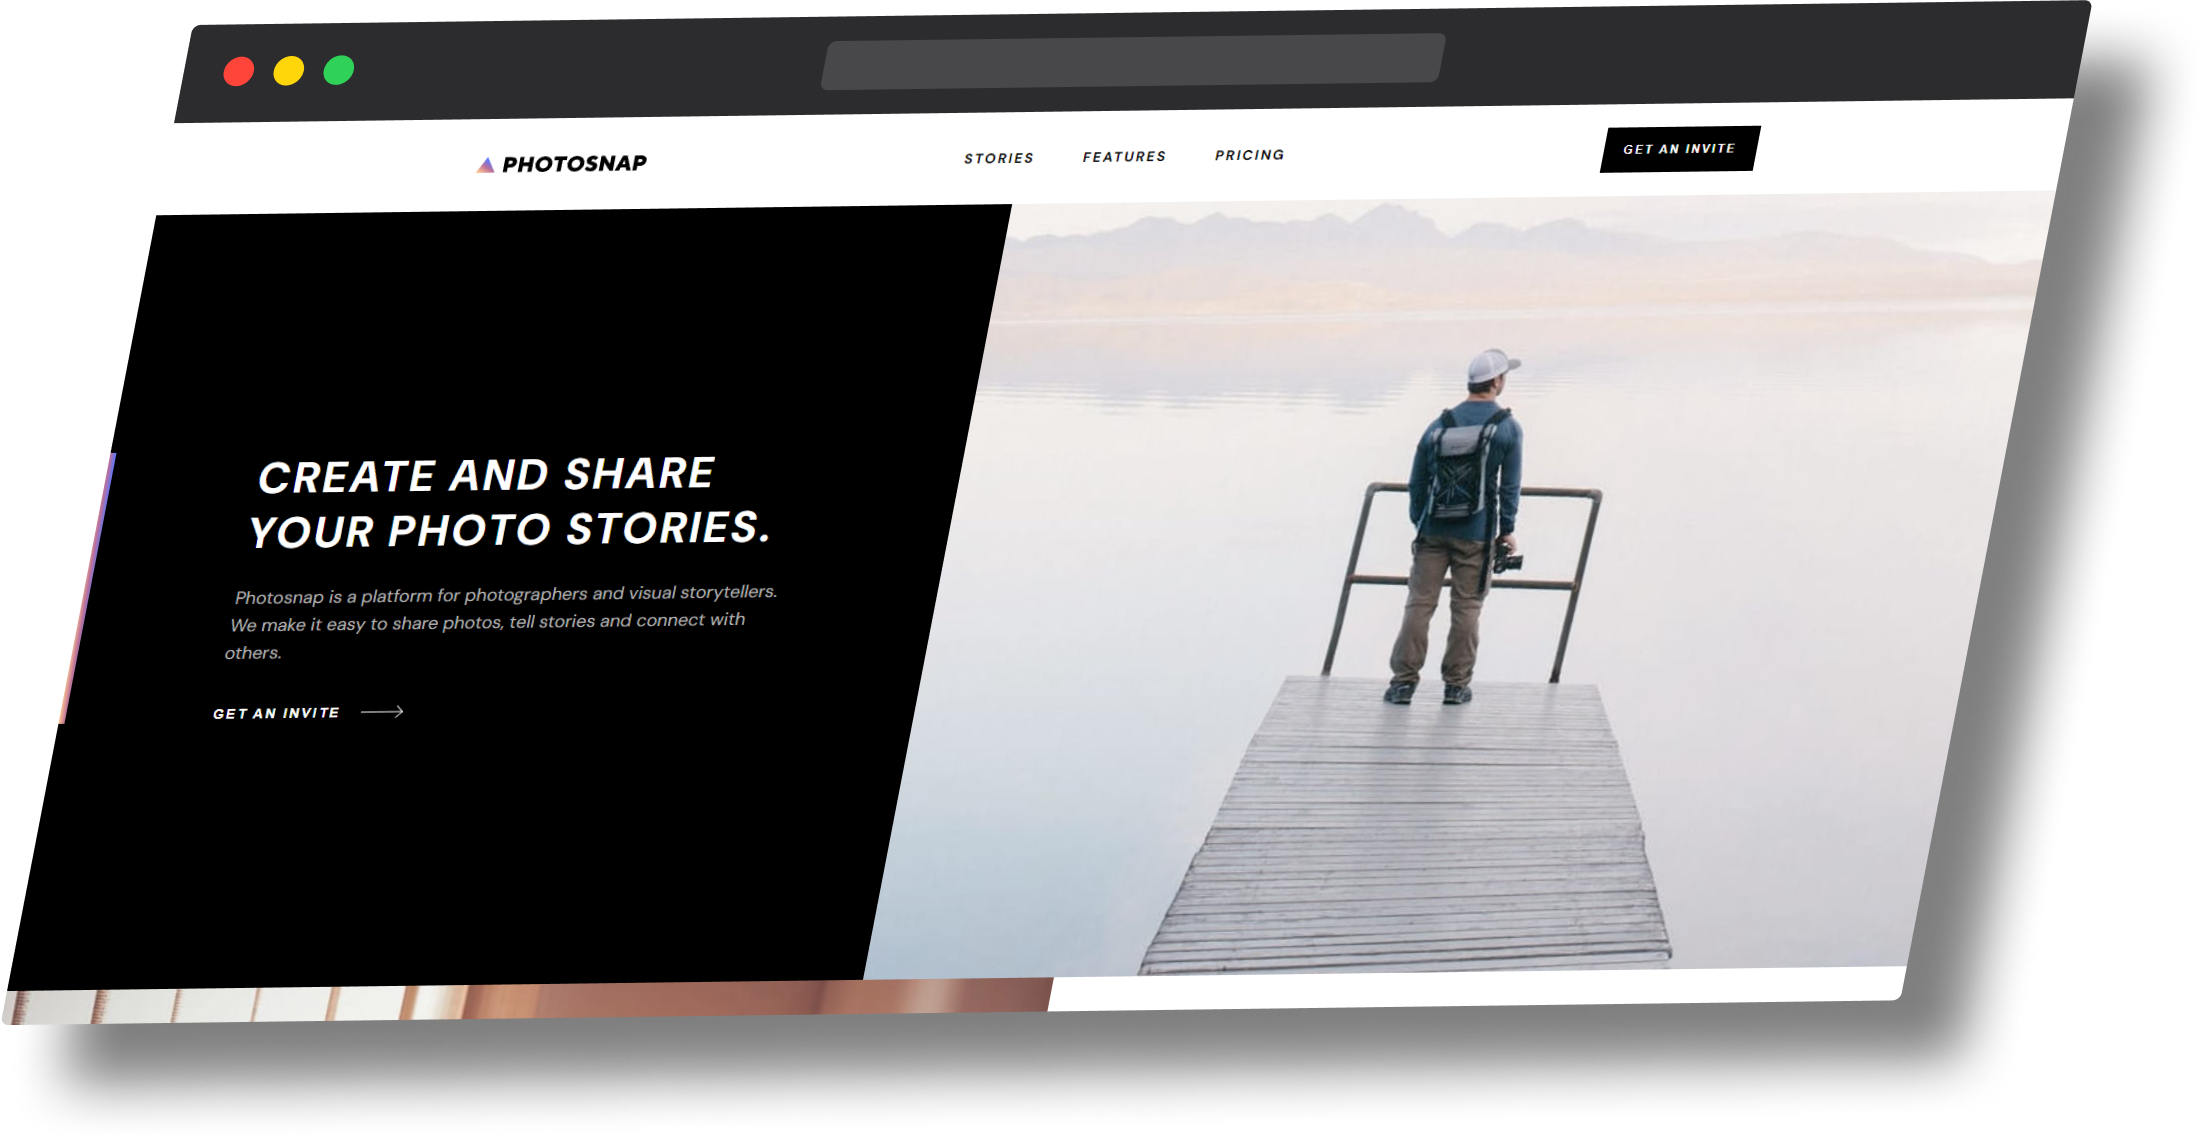 PHOTOSNAP
STORIES FEATURES PRICING
GET AN INVITE
CREATE AND SHARE
YOUR PHOTO STORIES.
Photosnap is a platform for photographers and visual storytellers.
We make it easy to share photos, tell stories and connect with
others.
GET AN INVITE